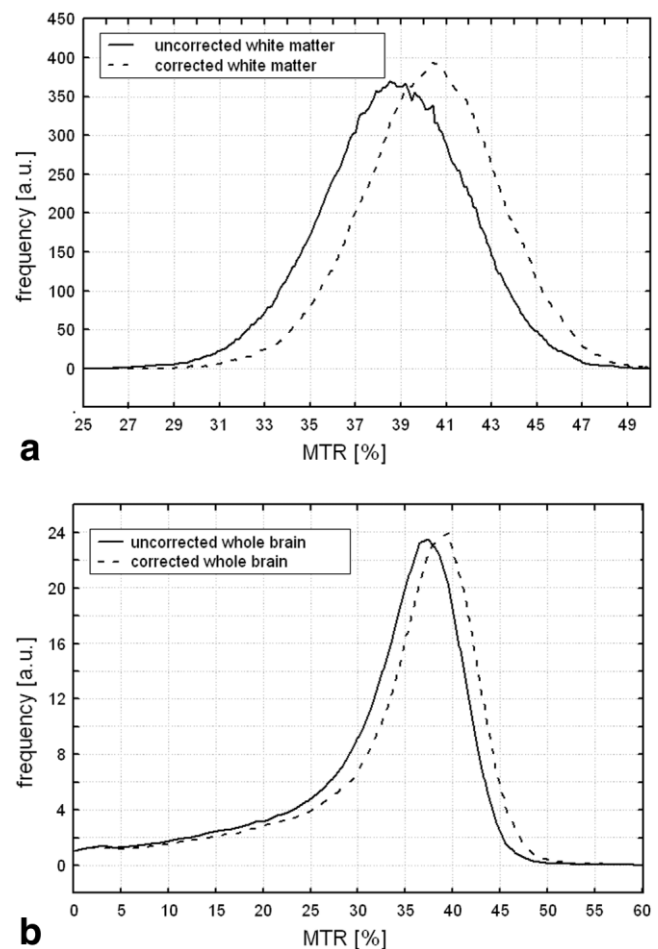 450
400
350
300
250
200
150
100
50
0
frequency [a.u.]
uncorrected white matter
corrected white matter
25 27 29 31 33 35 37 39 41 43 45 47 49
MTR [%]
a
24
20
16
12
8
4
0
frequency [a.u.]
uncorrected whole brain
corrected whole brain
0 5 10 15 20 25 30 35 40 45 50 55 60
MTR [%]
b